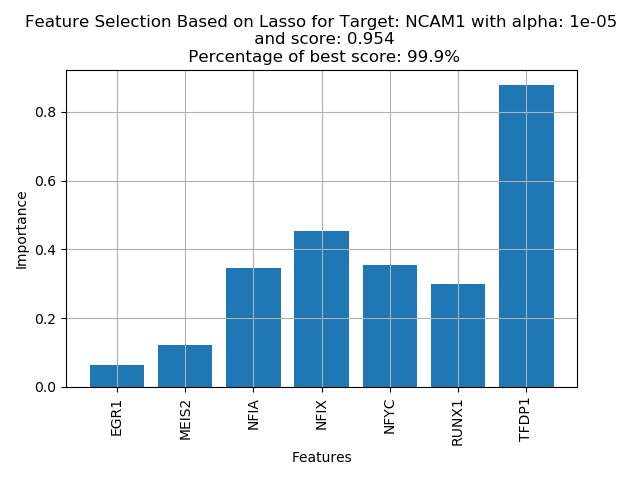 Feature Selection Based on Lasso for Target: NCAM1 with alpha: 1e-05
and score: 0.954
Percentage of best score: 99.9%
Importance
0.8
0.6
0.4
0.2
0.0
EGR1
MEIS2
NFIA
NFIX
NFYC
RUNX1
TFDP1
Features